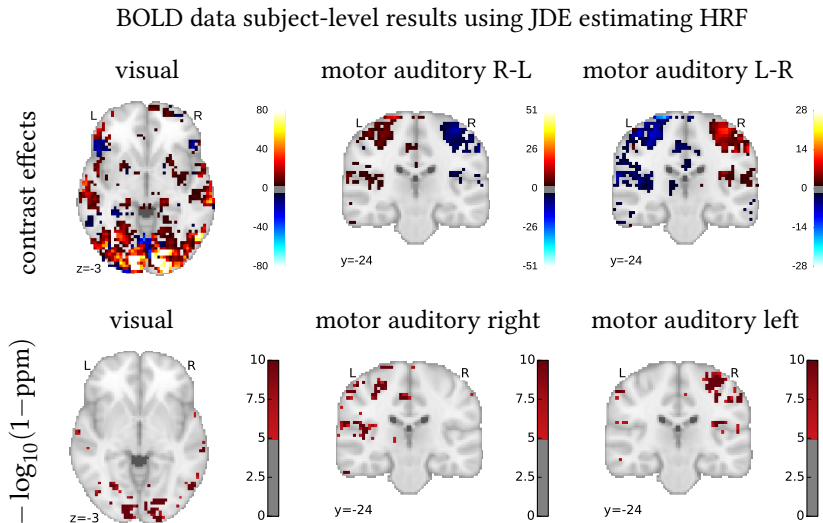 BOLD data subject-level results using JDE estimating HRF
visual
motor auditory R-L
motor auditory L-R
contrast effects
L
R
80
40
0
-40
-80
z=-3
L
R
51
26
0
-26
-51
y=-24
L
R
28
14
0
-14
-28
y=-24
visual
motor auditory right
motor auditory left
− log₁₀(1−ppm)
L
R
10
7.5
5
2.5
0
z=-3
L
R
10
7.5
5
2.5
0
y=-24
L
R
10
7.5
5
2.5
0
y=-24